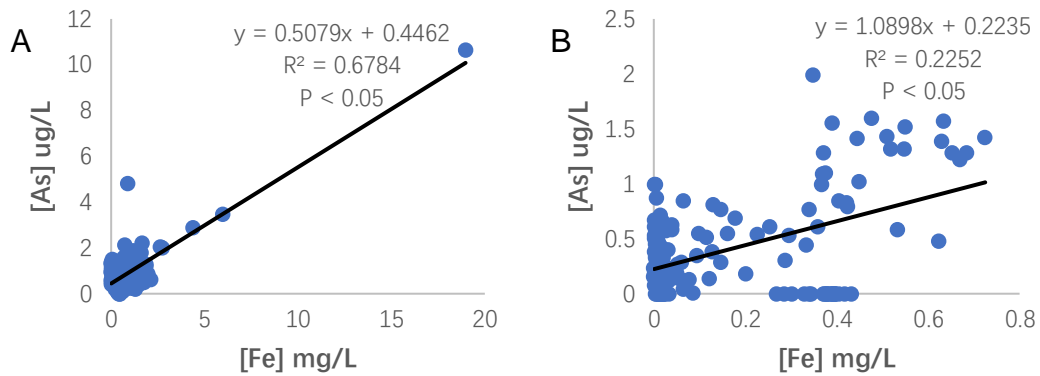 A
y = 0.5079x + 0.4462
R² = 0.6784
P < 0.05
[As] ug/L
12
10
8
6
4
2
0
0 5 10 15 20
[Fe] mg/L
B
y = 1.0898x + 0.2235
R² = 0.2252
P < 0.05
[As] ug/L
2.5
2
1.5
1
0.5
0
0 0.2 0.4 0.6 0.8
[Fe] mg/L